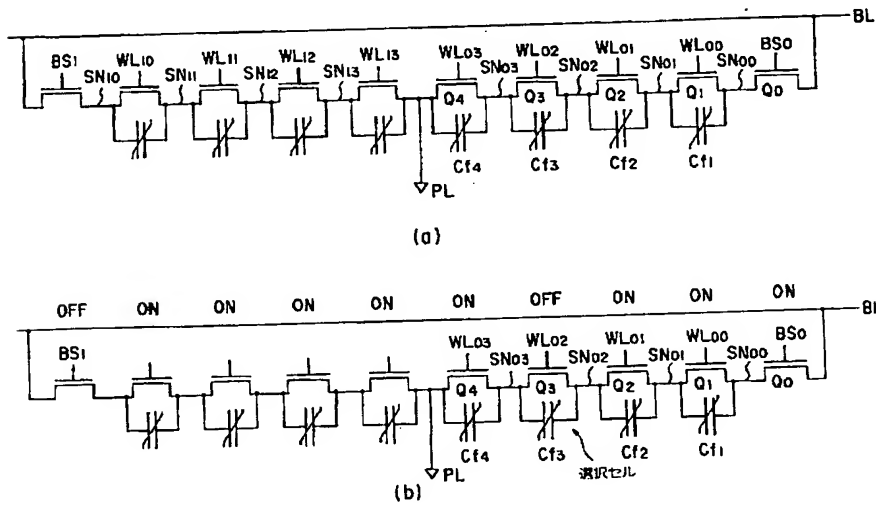 BL
BS1 WL10 WL11 WL12 WL13 WL03 WL02 WL01 WL00 BS0
SN10 SN11 SN12 SN13 SN03 SN02 SN01 SN00
Q4 Q3 Q2 Q1 Q0
Cf4 Cf3 Cf2 Cf1
PL
(a)
OFF ON ON ON ON ON OFF ON ON ON
Bl
BS1 WL03 WL02 WL01 WL00 BS0
SN03 SN02 SN01 SN00
Q4 Q3 Q2 Q1 Q0
Cf4 Cf3 Cf2 Cf1
PL
選択セル
(b)